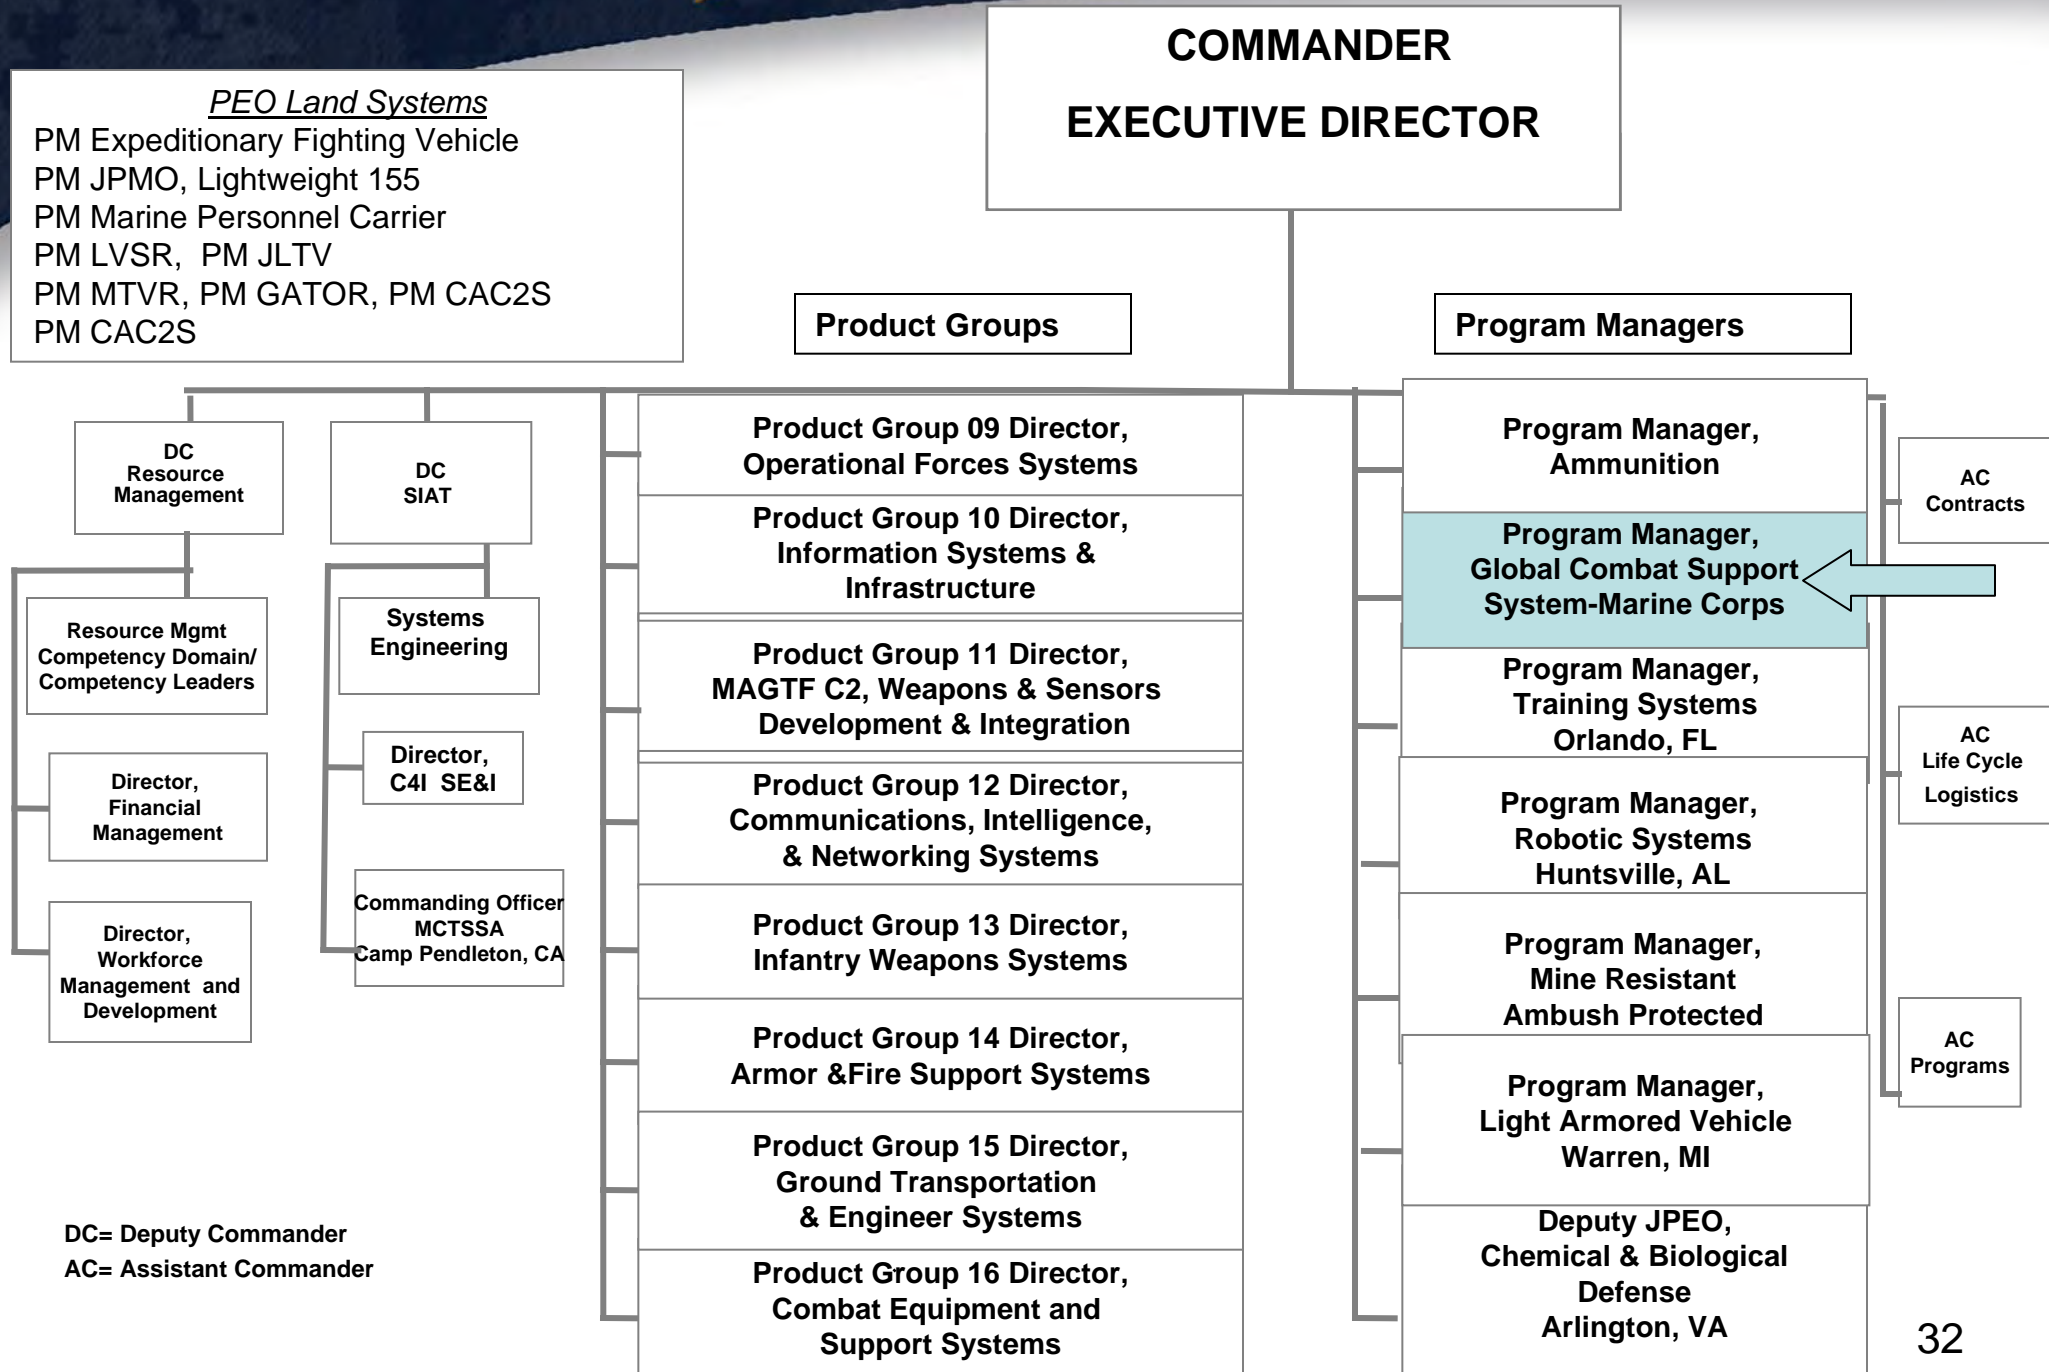 COMMANDER
EXECUTIVE DIRECTOR
PEO Land Systems
PM Expeditionary Fighting Vehicle
PM JPMO, Lightweight 155
PM Marine Personnel Carrier
PM LVSR, PM JLTV
PM MTVR, PM GATOR, PM CAC2S
PM CAC2S
Product Groups
Program Managers
DC
Resource
Management
Resource Mgmt
Competency Domain/
Competency Leaders
Director,
Financial
Management
Director,
Workforce
Management and
Development
DC
SIAT
Systems
Engineering
Director,
C4I SE&I
Commanding Officer
MCTSSA
Camp Pendleton, CA
Product Group 09 Director,
Operational Forces Systems
Product Group 10 Director,
Information Systems &
Infrastructure
Product Group 11 Director,
MAGTF C2, Weapons & Sensors
Development & Integration
Product Group 12 Director,
Communications, Intelligence,
& Networking Systems
Product Group 13 Director,
Infantry Weapons Systems
Product Group 14 Director,
Armor &Fire Support Systems
Product Group 15 Director,
Ground Transportation
& Engineer Systems
Product Group 16 Director,
Combat Equipment and
Support Systems
Program Manager,
Ammunition
Program Manager,
Global Combat Support
System-Marine Corps
Program Manager,
Training Systems
Orlando, FL
Program Manager,
Robotic Systems
Huntsville, AL
Program Manager,
Mine Resistant
Ambush Protected
Program Manager,
Light Armored Vehicle
Warren, MI
Deputy JPEO,
Chemical & Biological
Defense
Arlington, VA
AC
Contracts
AC
Life Cycle
Logistics
AC
Programs
DC= Deputy Commander
AC= Assistant Commander
32